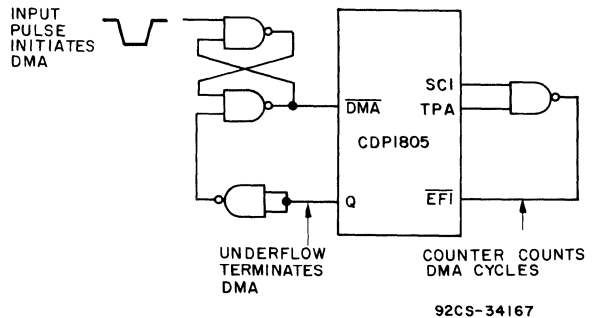 INPUT
PULSE
INITIATES
DMA
SCI
DMA
TPA
CDP1805
Q
EFI
UNDERFLOW
TERMINATES
DMA
COUNTER COUNTS
DMA CYCLES
92CS-34167